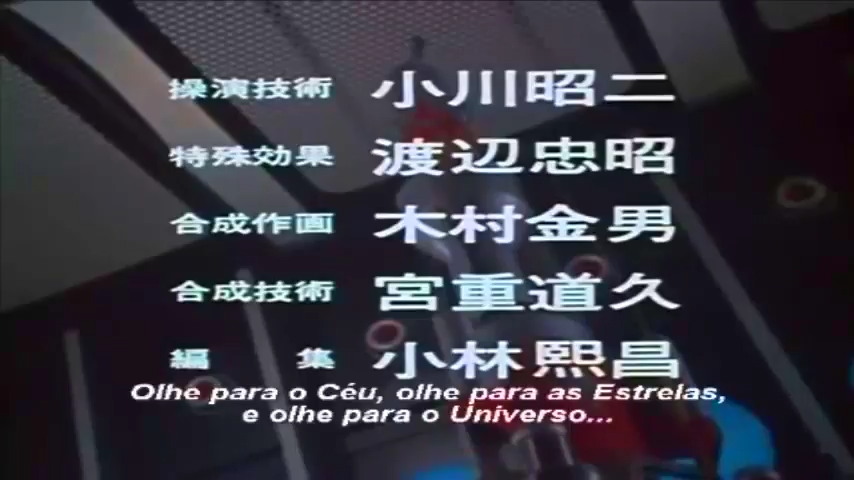 操演技術 小川昭二
特殊効果 渡辺忠昭
合成作画 木村金男
合成技術 宮重道久
編集 小林熙昌
Olhe para o Céu, olhe para as Estrelas,
e olhe para o Universo...